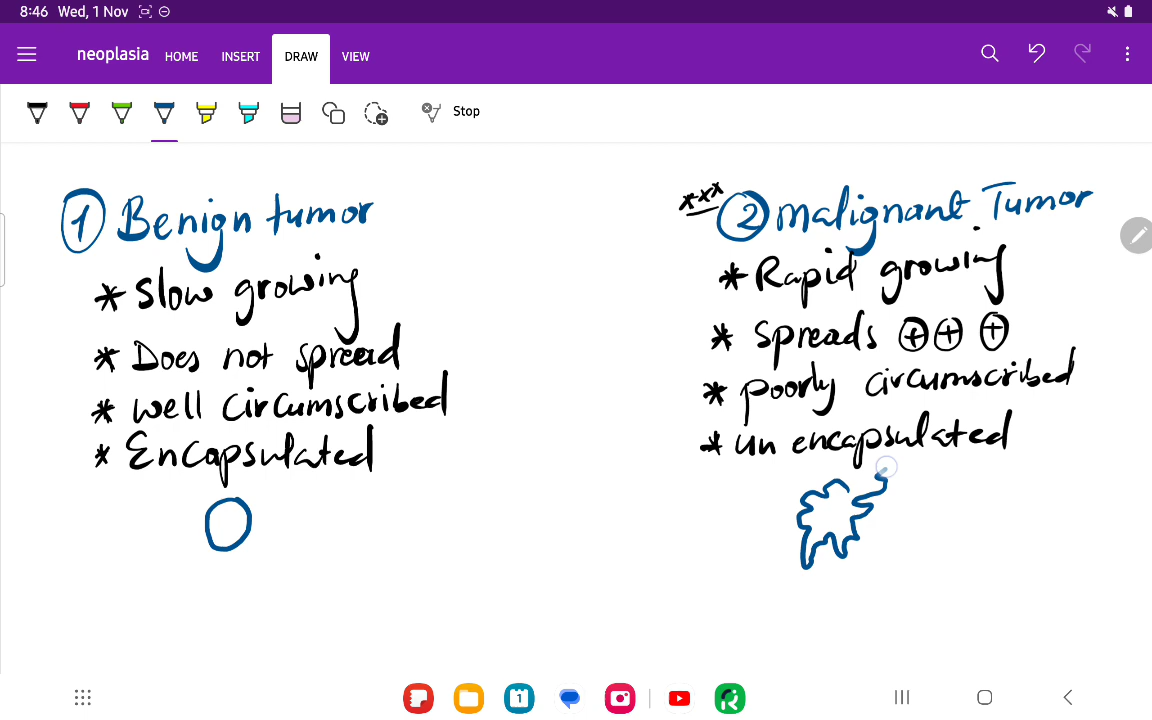 8:46 Wed, 1 Nov
neoplasia HOME INSERT DRAW VIEW
Stop
1 Benign tumor
* Slow growing
* Does not spread
* well circumscribed
* Encapsulated
*** 2 malignant Tumor
* Rapid growing
* Spreads + + +
* poorly circumscribed
* un encapsulated
1